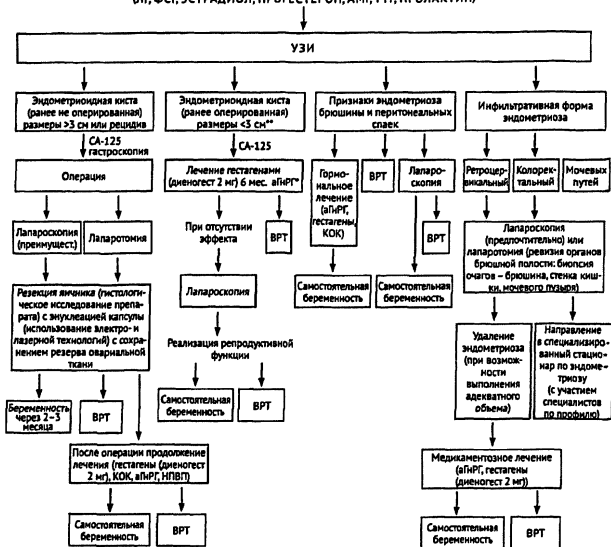 (ЛГ, ФСГ, ЭСТРАДИОЛ, ПРОГЕСТЕРОН, АМГ, ТТГ, ПРОЛАКТИН)
УЗИ
Эндометриоидная киста
(ранее не оперированная)
размеры >3 см или рецидив
СА-125
гастроскопия
Операция
Лапароскопия
(преимущест.)
Лапаротомия
Резекция яичника (гистологи-
ческое исследование препа-
рата) с энуклеацией капсулы
(использование электро- и
лазерной технологий) с сохра-
нением резерва овариальной
ткани
Беременность
через 2–3
месяца
ВРТ
После операции продолжение
лечения (гестагены (диеногест
2 мг), КОК, аГнРГ, НПВП)
Самостоятельная
беременность
ВРТ
Эндометриоидная киста
(ранее оперированная)
размеры <3 см**
СА-125
Лечение гестагенами
(диеногест 2 мг) 6 мес. аГнРГ*
При отсутствии
эффекта
ВРТ
Лапароскопия
Реализация репродуктивной
функции
Самостоятельная
беременность
ВРТ
Признаки эндометриоза
брюшины и перитонеальных
спаек
Гормо-
нальное
лечение
(аГнРГ,
гестагены,
КОК)
ВРТ
Лапаро-
скопия
ВРТ
Самостоятельная
беременность
Самостоятельная
беременность
Инфильтративная форма
эндометриоза
Ретроцер-
викальный
Колорек-
тальный
Мочевых
путей
Лапароскопия
(предпочтительно) или
лапаротомия (ревизия органов
брюшной полости: биопсия
очагов – брюшина, стенка киш-
ки, мочевого пузыря)
Удаление
эндометриоза
(при возмож-
ности
выполнения
адекватного
объема)
Направление
в специализиро-
ванный стацио-
нар по эндоме-
триозу
(с участием
специалистов
по профилю)
Медикаментозное лечение
(аГнРГ, гестагены
(диеногест 2 мг))
Самостоятельная
беременность
ВРТ